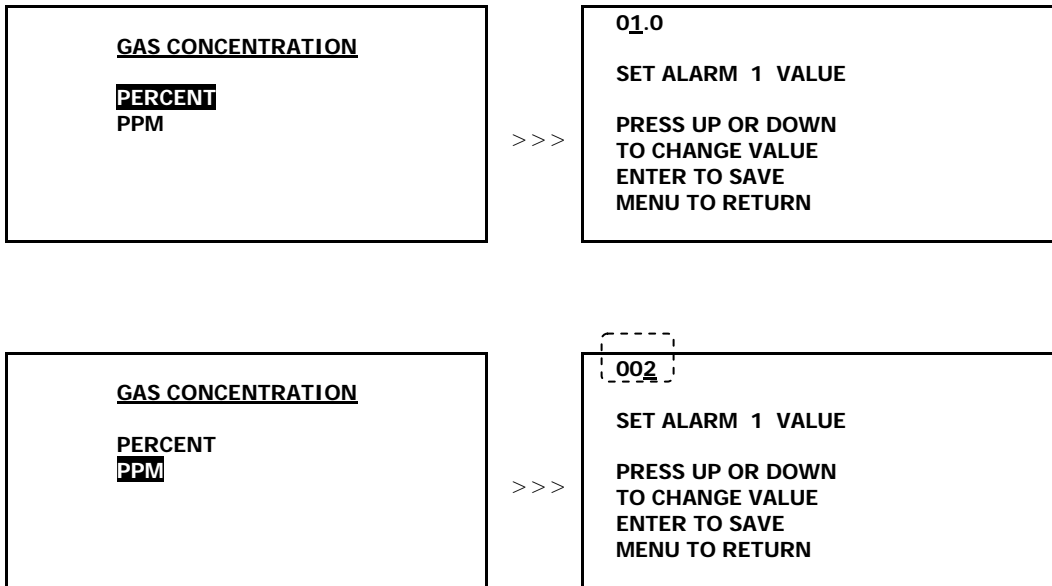 GAS CONCENTRATION
PERCENT
PPM
>>>
01.0
SET ALARM 1 VALUE
PRESS UP OR DOWN
TO CHANGE VALUE
ENTER TO SAVE
MENU TO RETURN
GAS CONCENTRATION
PERCENT
PPM
>>>
002
SET ALARM 1 VALUE
PRESS UP OR DOWN
TO CHANGE VALUE
ENTER TO SAVE
MENU TO RETURN